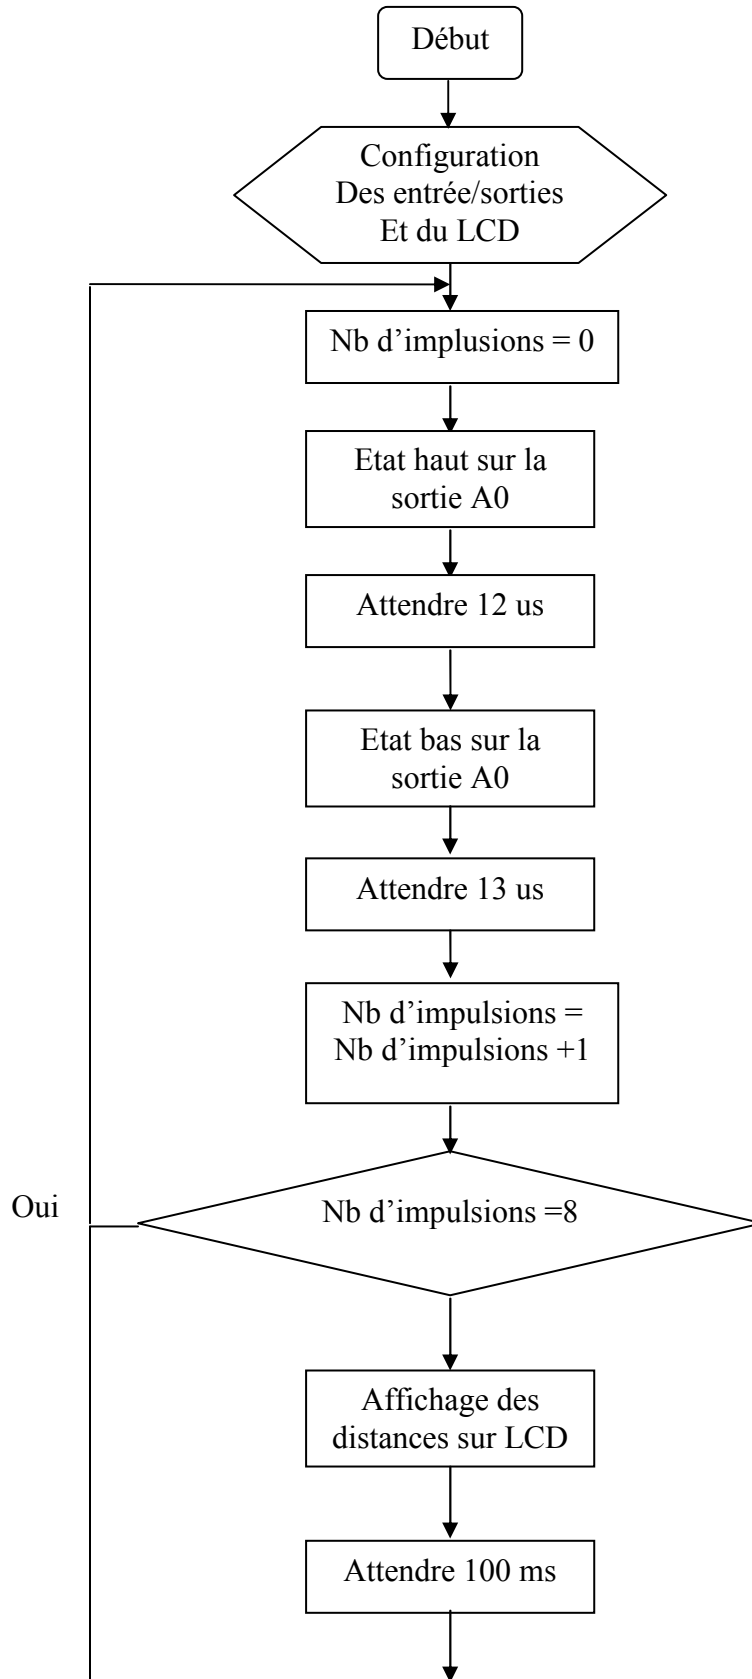 Début
Configuration
Des entrée/sorties
Et du LCD
Nb d’implusions = 0
Etat haut sur la
sortie A0
Attendre 12 us
Etat bas sur la
sortie A0
Attendre 13 us
Nb d’impulsions =
Nb d’impulsions +1
Oui
Nb d’impulsions =8
Affichage des
distances sur LCD
Attendre 100 ms